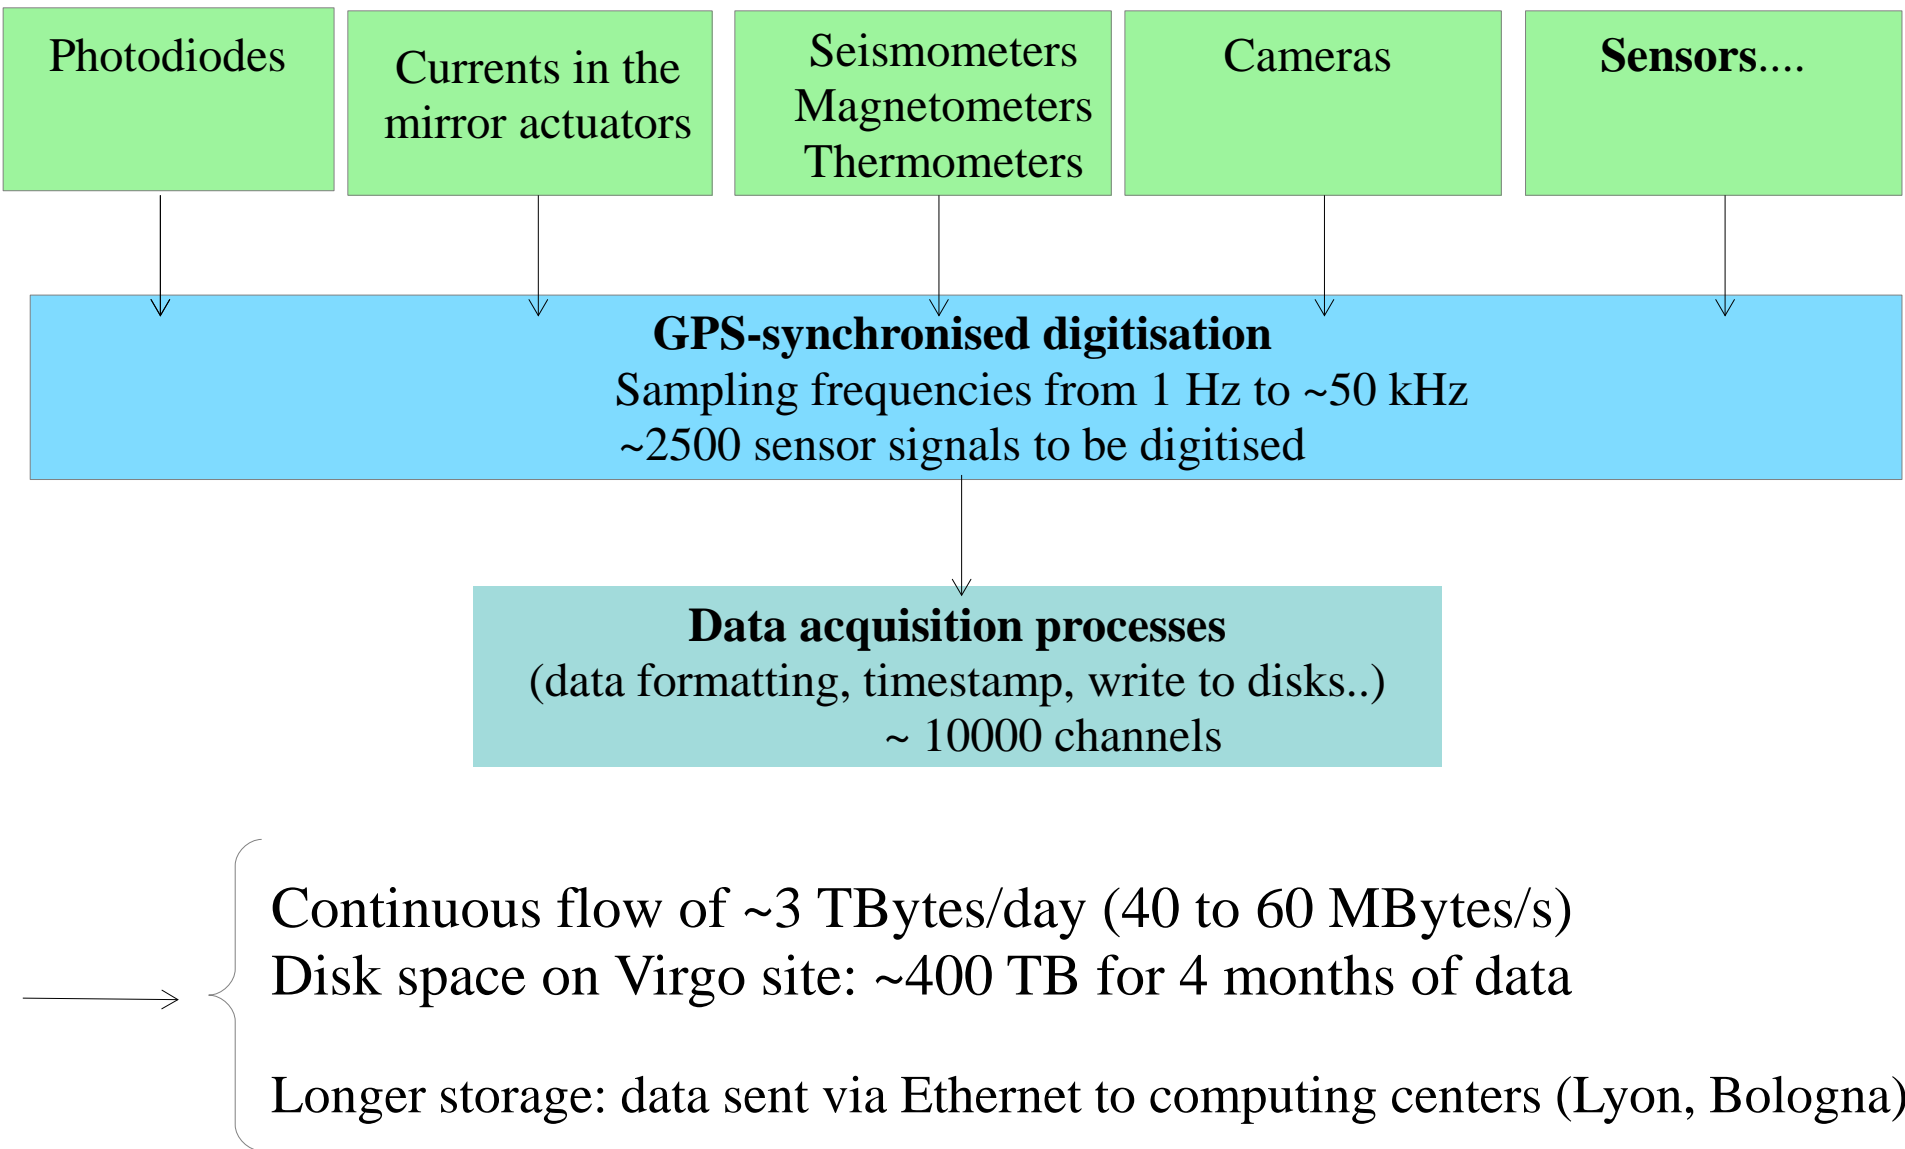 Photodiodes
Currents in the
mirror actuators
Seismometers
Magnetometers
Thermometers
Cameras
Sensors....
GPS-synchronised digitisation
Sampling frequencies from 1 Hz to ~50 kHz
~2500 sensor signals to be digitised
Data acquisition processes
(data formatting, timestamp, write to disks..)
~ 10000 channels
Continuous flow of ~3 TBytes/day (40 to 60 MBytes/s)
Disk space on Virgo site: ~400 TB for 4 months of data
Longer storage: data sent via Ethernet to computing centers (Lyon, Bologna)